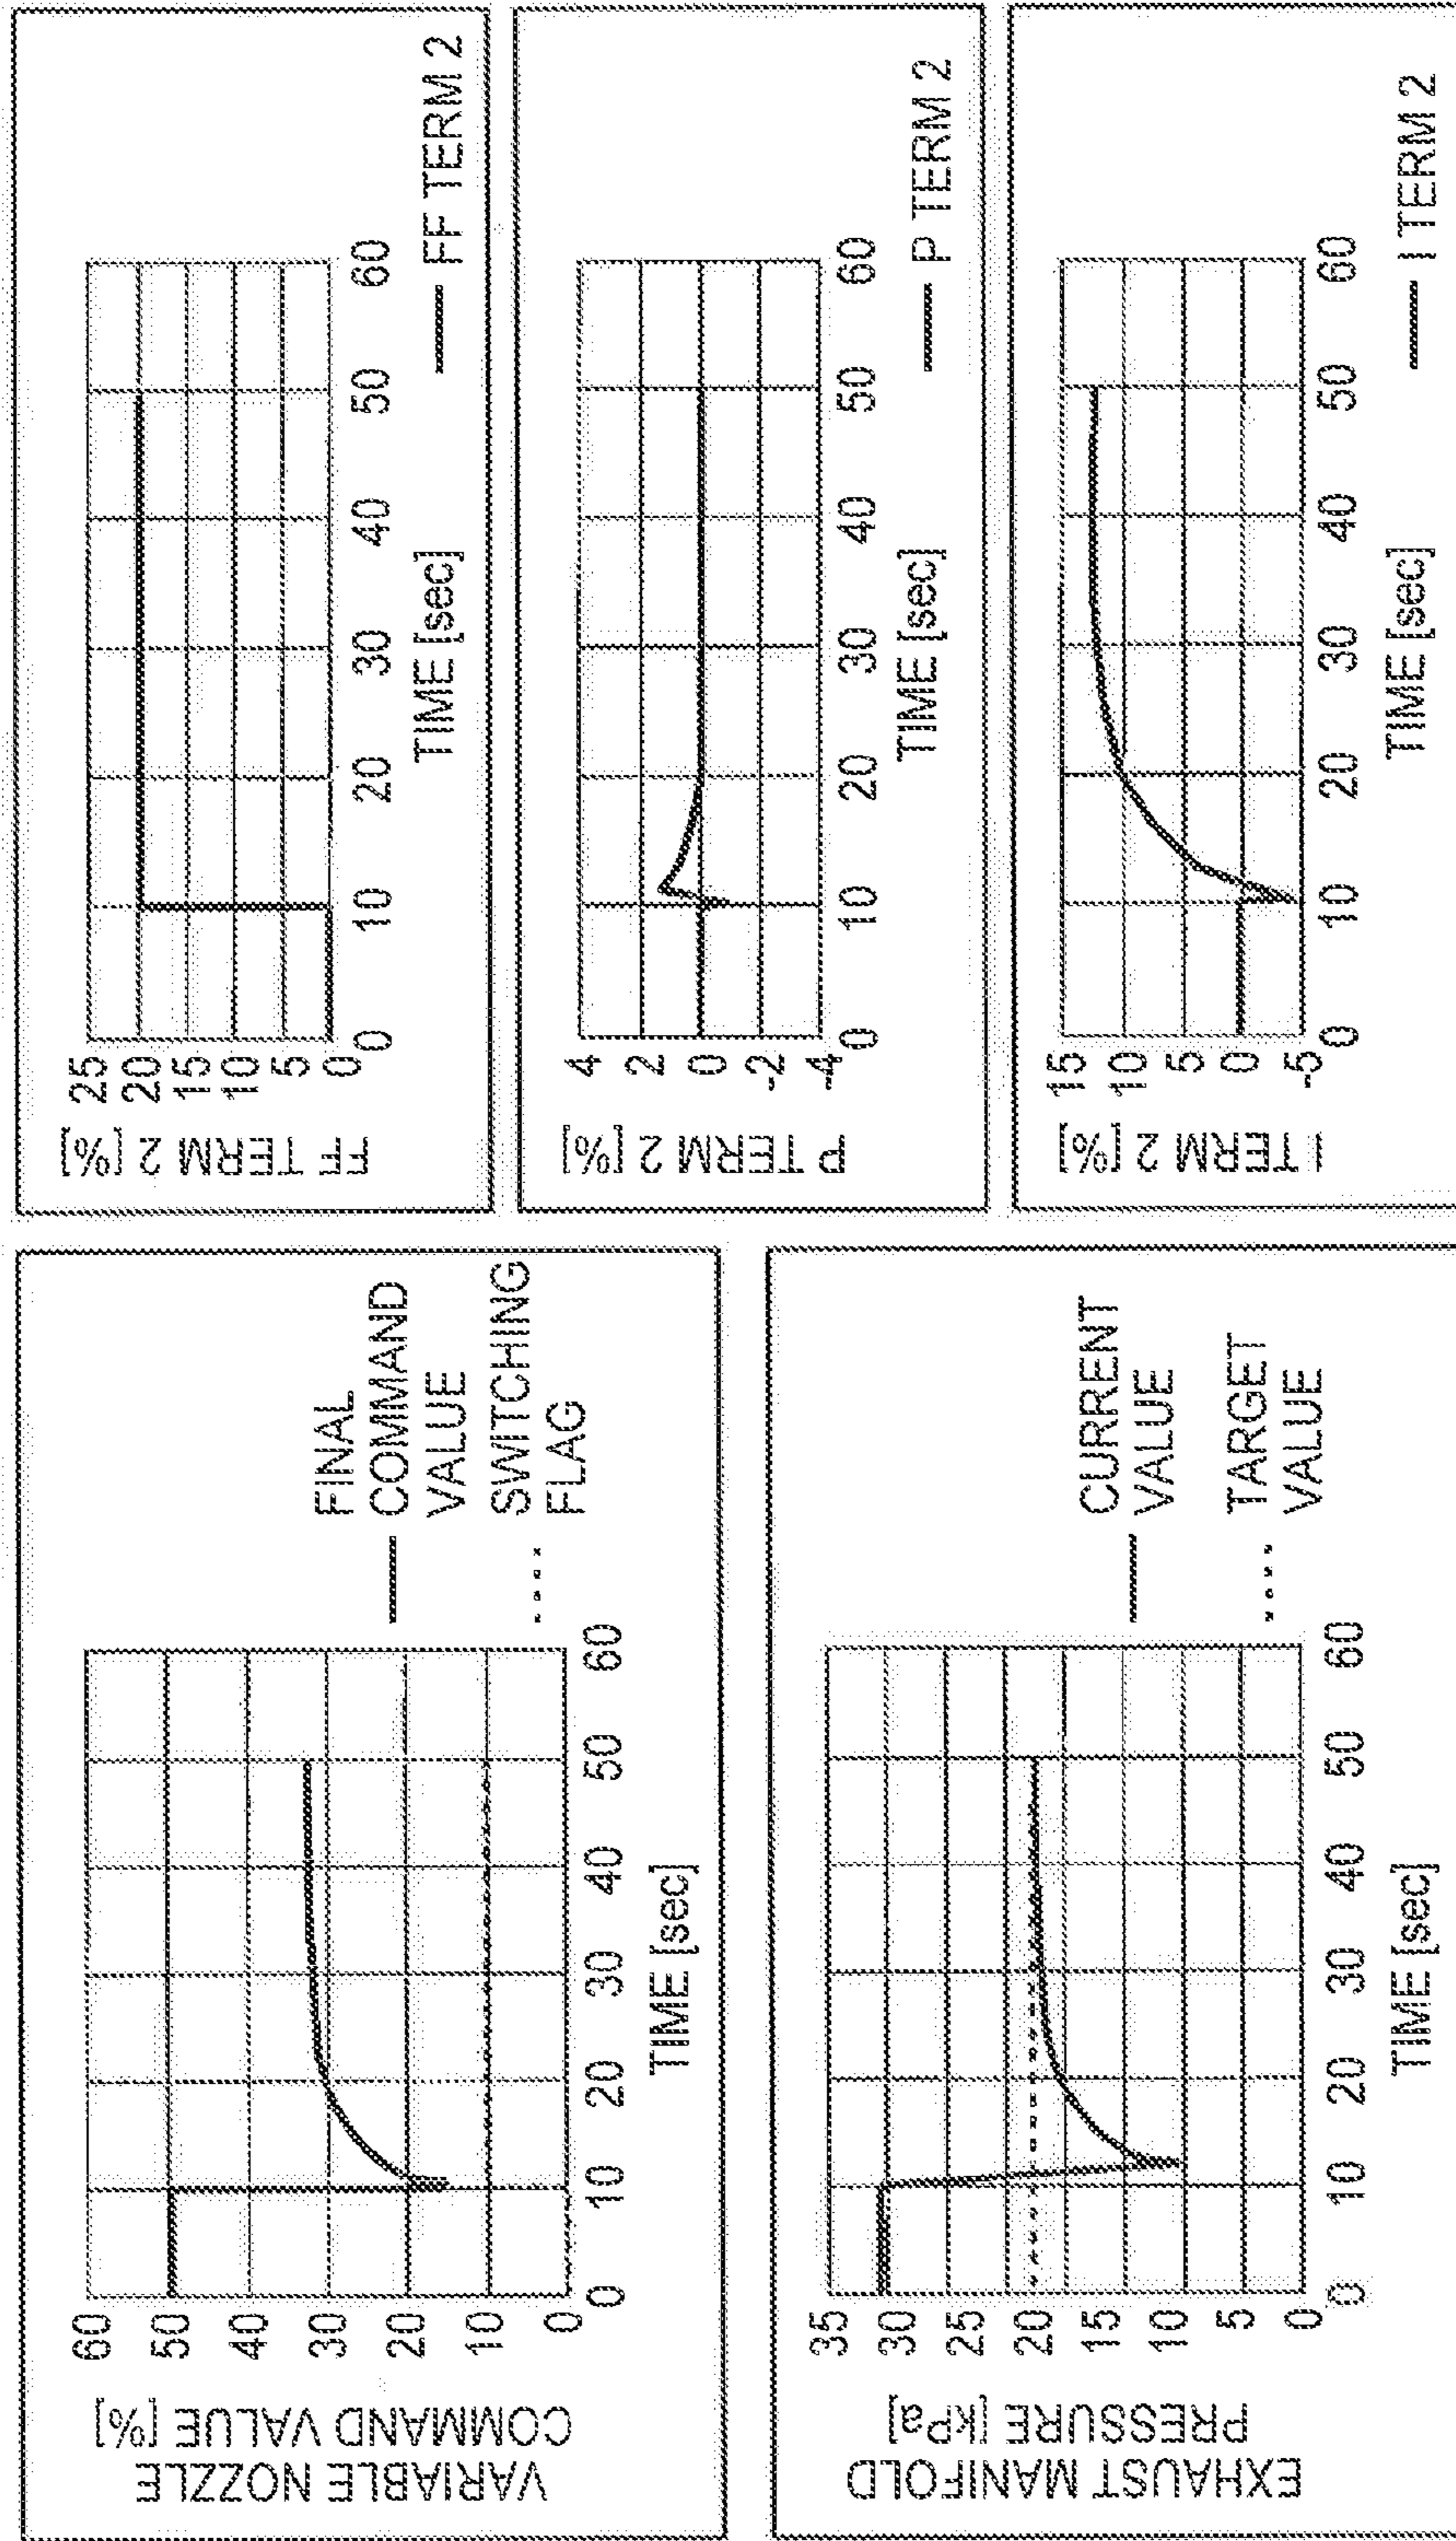 VARIABLE NOZZLE
COMMAND VALUE [%]
60
50
40
30
20
10
0
0 10 20 30 40 50 60
TIME [sec]
FINAL
COMMAND
VALUE
SWITCHING
FLAG
EXHAUST MANIFOLD
PRESSURE [kPa]
35
30
25
20
15
10
5
0
0 10 20 30 40 50 60
TIME [sec]
CURRENT
VALUE
TARGET
VALUE
FF TERM 2 [%]
25
20
15
10
5
0
0 10 20 30 40 50 60
TIME [sec]
FF TERM 2
P TERM 2 [%]
4
2
0
-2
-4
0 10 20 30 40 50 60
TIME [sec]
P TERM 2
I TERM 2 [%]
15
10
5
0
-5
0 10 20 30 40 50 60
TIME [sec]
I TERM 2